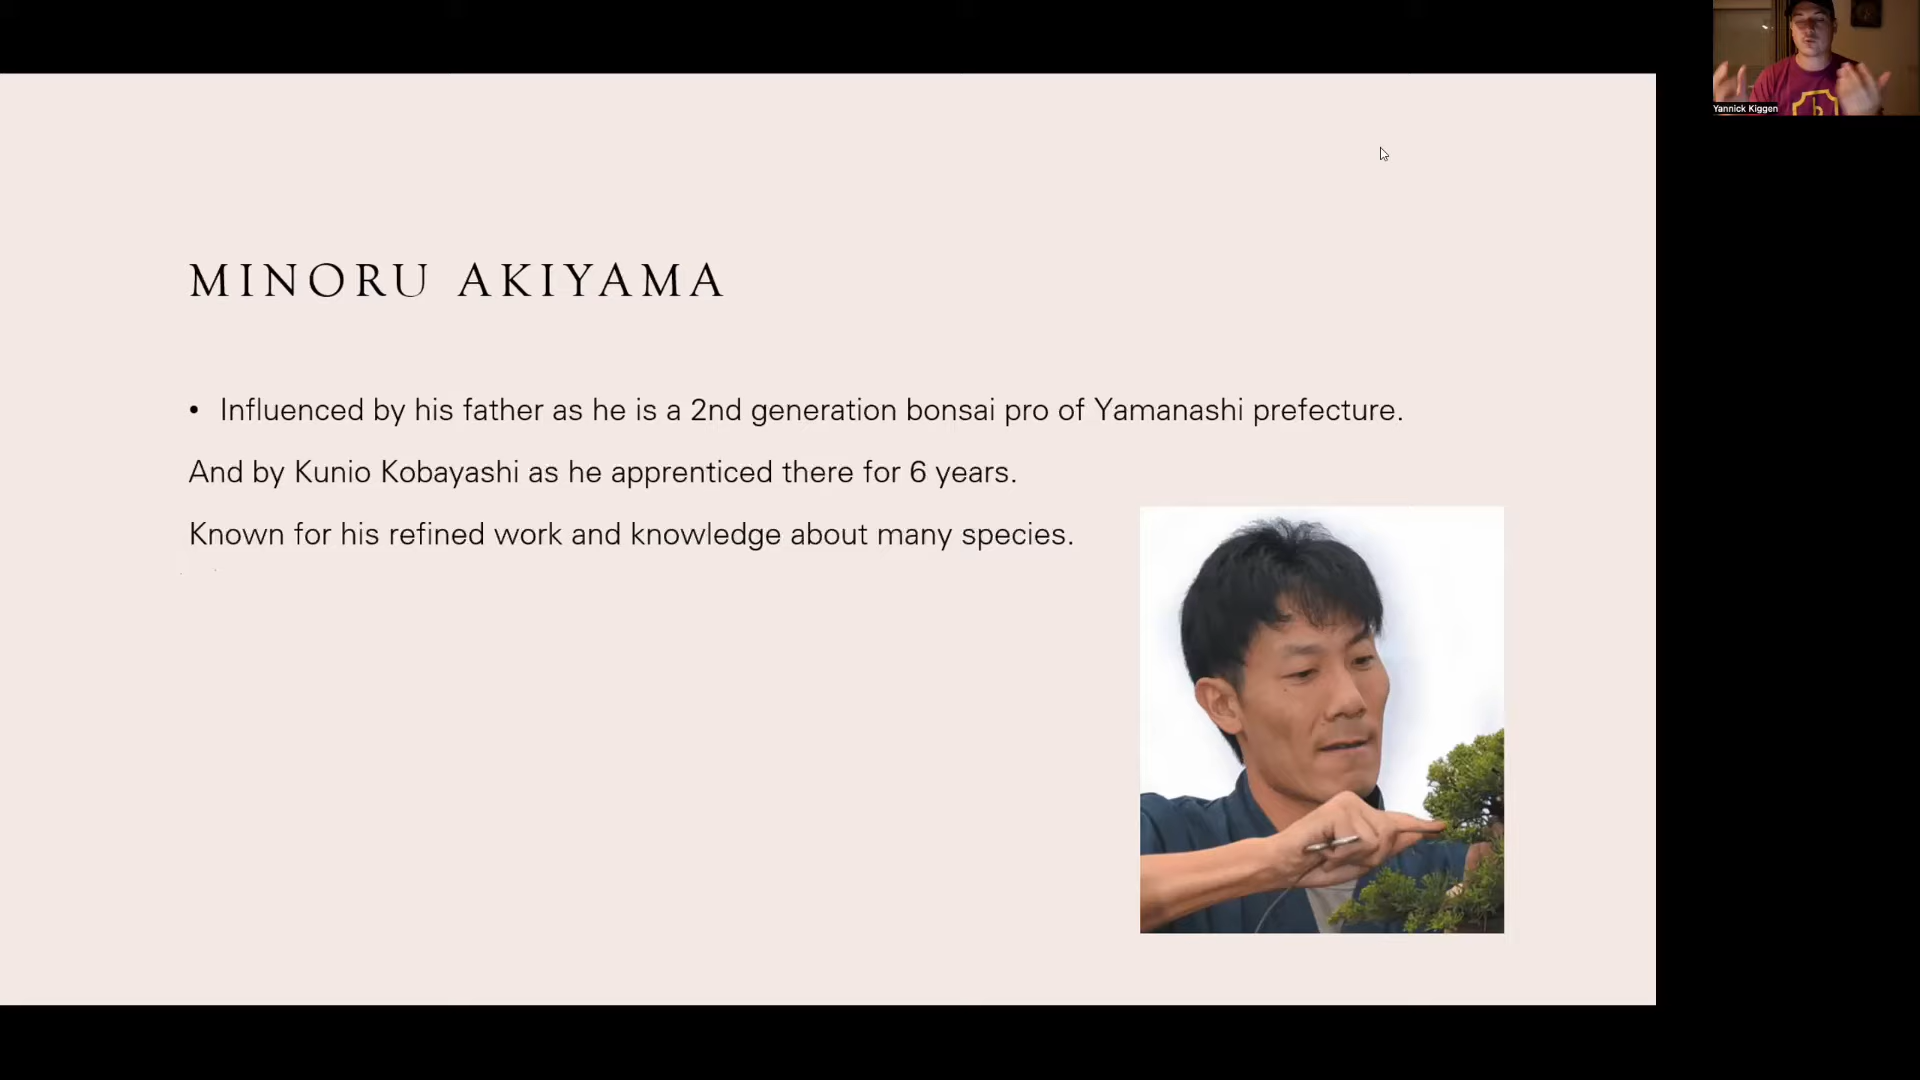 Yannick Kiggen
MINORU AKIYAMA
• Influenced by his father as he is a 2nd generation bonsai pro of Yamanashi prefecture.
And by Kunio Kobayashi as he apprenticed there for 6 years.
Known for his refined work and knowledge about many species.